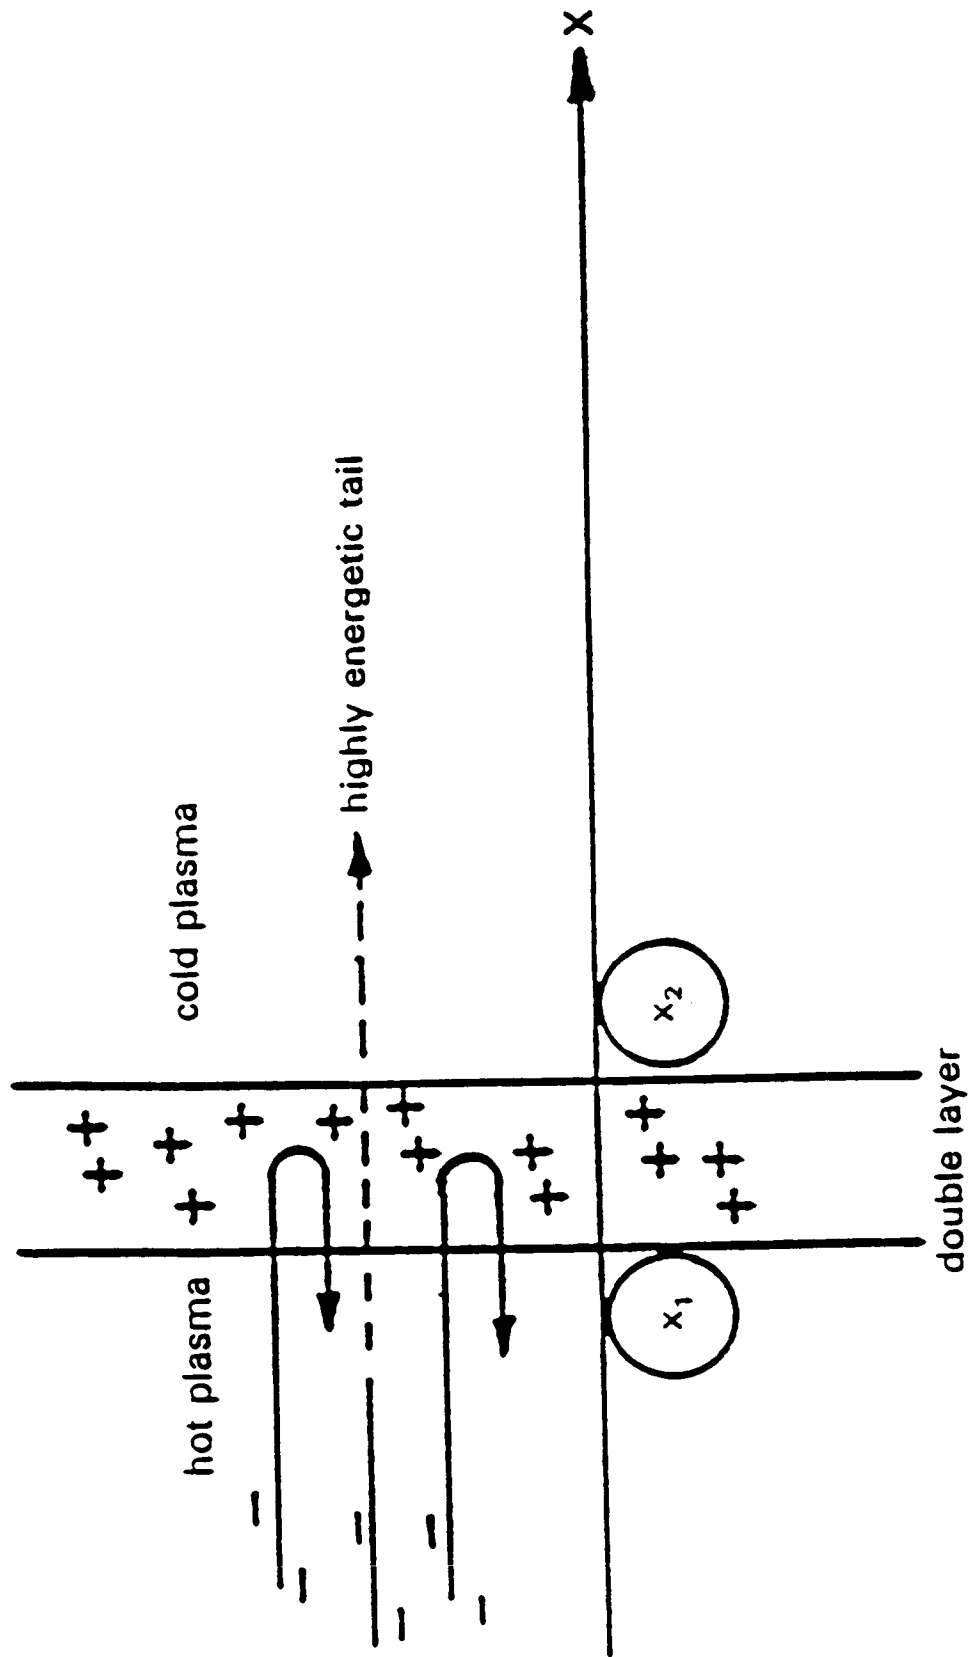 cold plasma
hot plasma
highly energetic tail
X
x₁
x₂
double layer